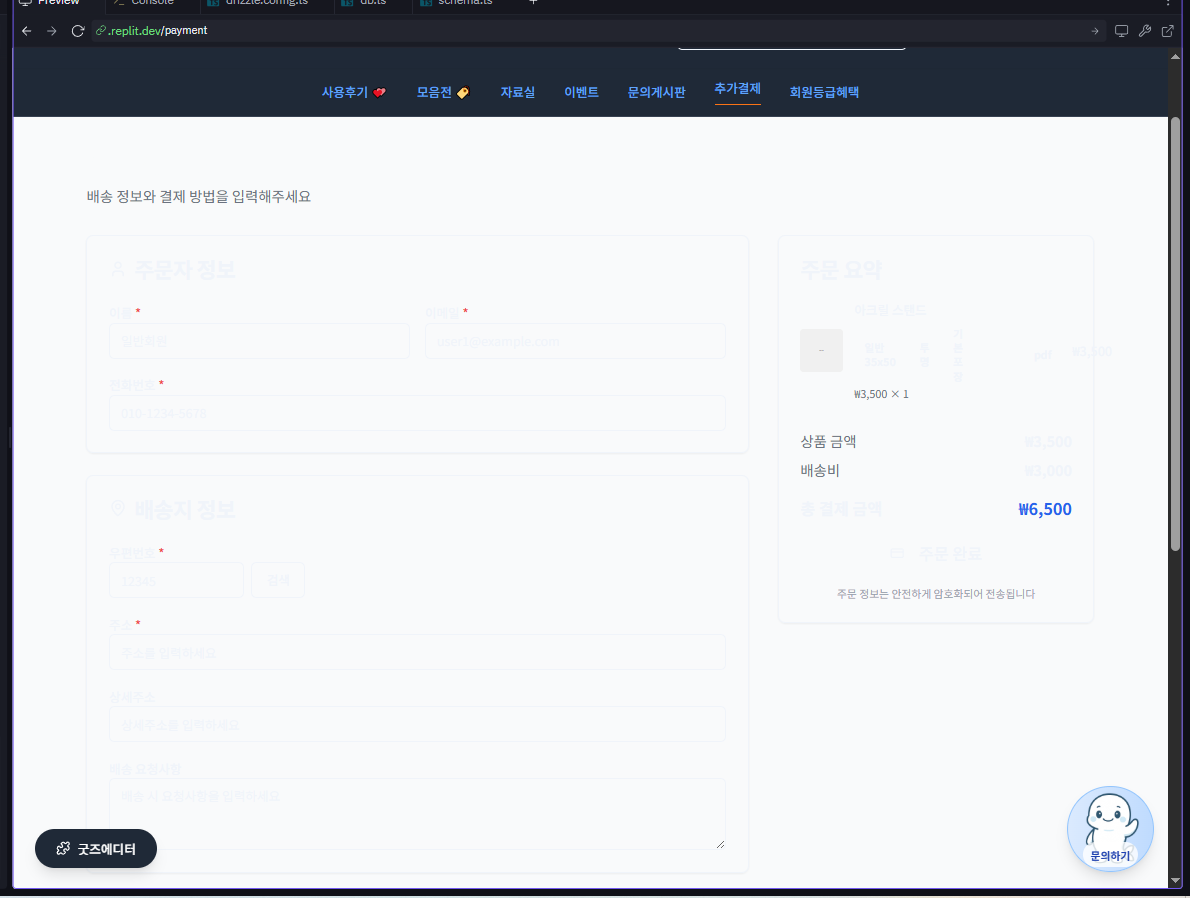 Preview
Console
drizzle.config.ts
db.ts
schema.ts
.replit.dev/payment
사용후기
모음전
자료실
이벤트
문의게시판
추가결제
회원등급혜택
배송 정보와 결제 방법을 입력해주세요
주문자 정보
이름 *
이메일 *
일반회원
user1@example.com
전화번호 *
010-1234-5678
배송지 정보
우편번호 *
12345
검색
주소 *
주소를 입력하세요
상세주소
상세주소를 입력하세요
배송 요청사항
배송 시 요청사항을 입력하세요
주문 요약
아크릴 스탠드
pdf
₩3,500
₩3,500 × 1
상품 금액
₩3,500
배송비
₩3,000
총 결제 금액
₩6,500
주문 완료
주문 정보는 안전하게 암호화되어 전송됩니다
굿즈에디터
문의하기